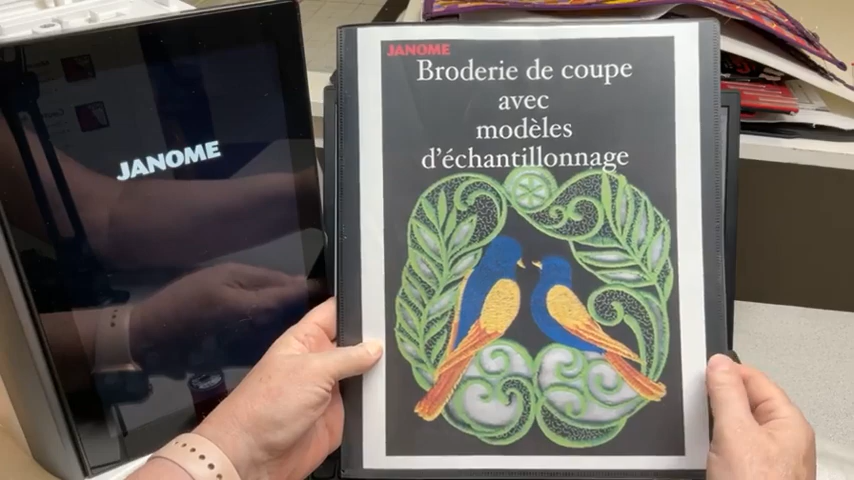 JANOME
JANOME
Broderie de coupe
avec
modèles
d'échantillonnage